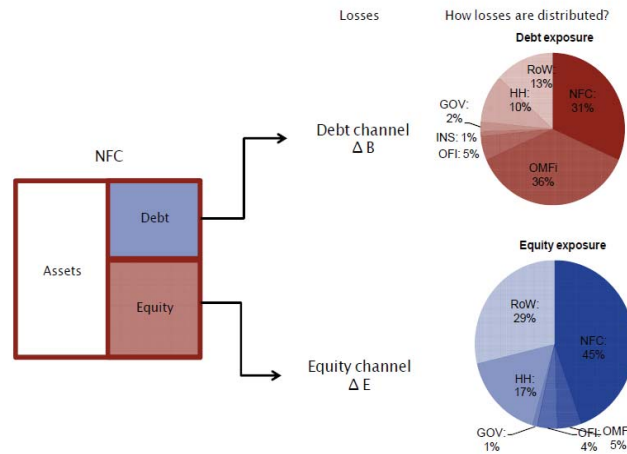 Losses
How losses are distributed?
Debt exposure
RoW:
13%
HH:
10%
NFC:
31%
GOV:
2%
INS: 1%
OFI: 5%
OMFi
36%
Debt channel
Δ B
NFC
Debt
Assets
Equity
Equity exposure
RoW:
29%
NFC:
45%
HH:
17%
GOV:
1%
OFI:
4%
OMF
5%
Equity channel
Δ E